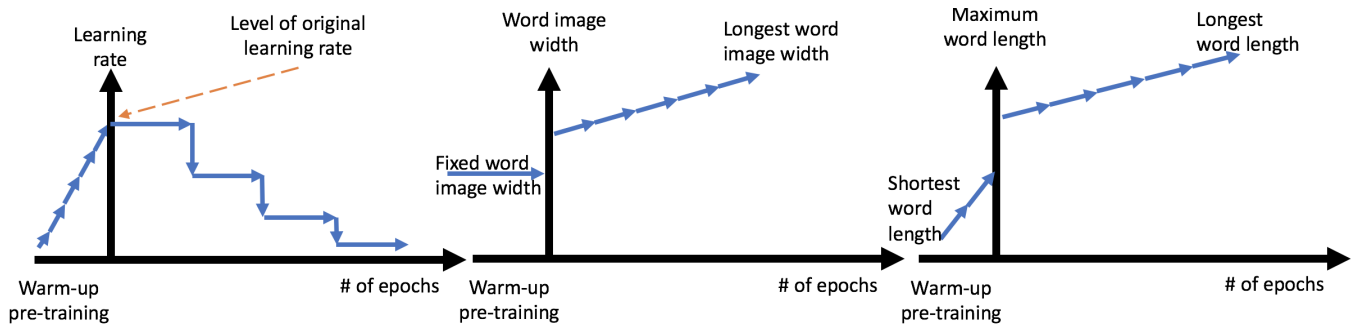 Learning
rate
Level of original
learning rate
Warm-up
pre-training
# of epochs
Word image
width
Longest word
image width
Fixed word
image width
Warm-up
pre-training
# of epochs
Maximum
word length
Longest
word length
Shortest
word
length
Warm-up
pre-training
# of epochs